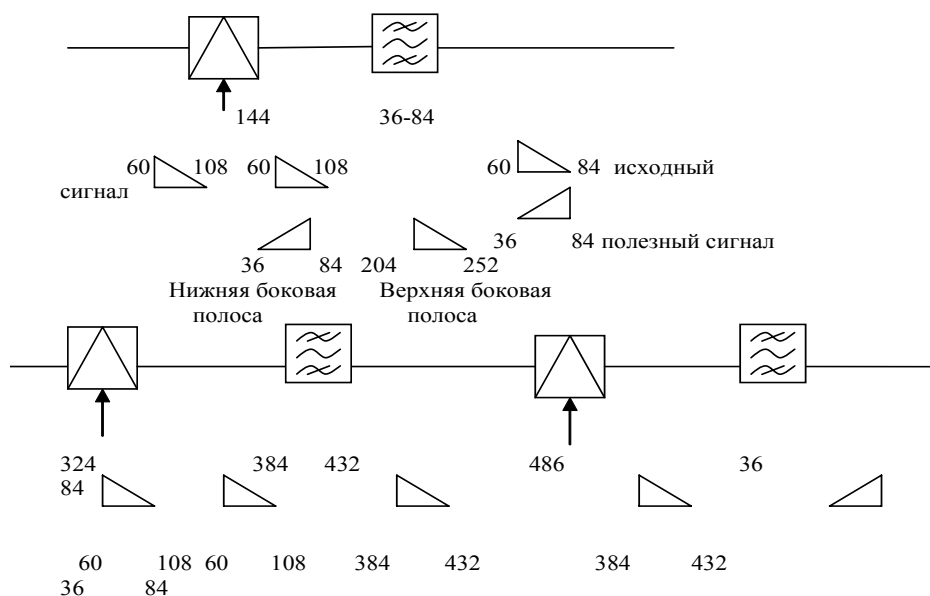 144 36-84
60 108 60 108 60 84 исходный
сигнал
36 84 204 252 36 84 полезный сигнал
Нижняя боковая Верхняя боковая
полоса полоса
324 384 432 486 36
84
60 108 60 108 384 432 384 432
36 84